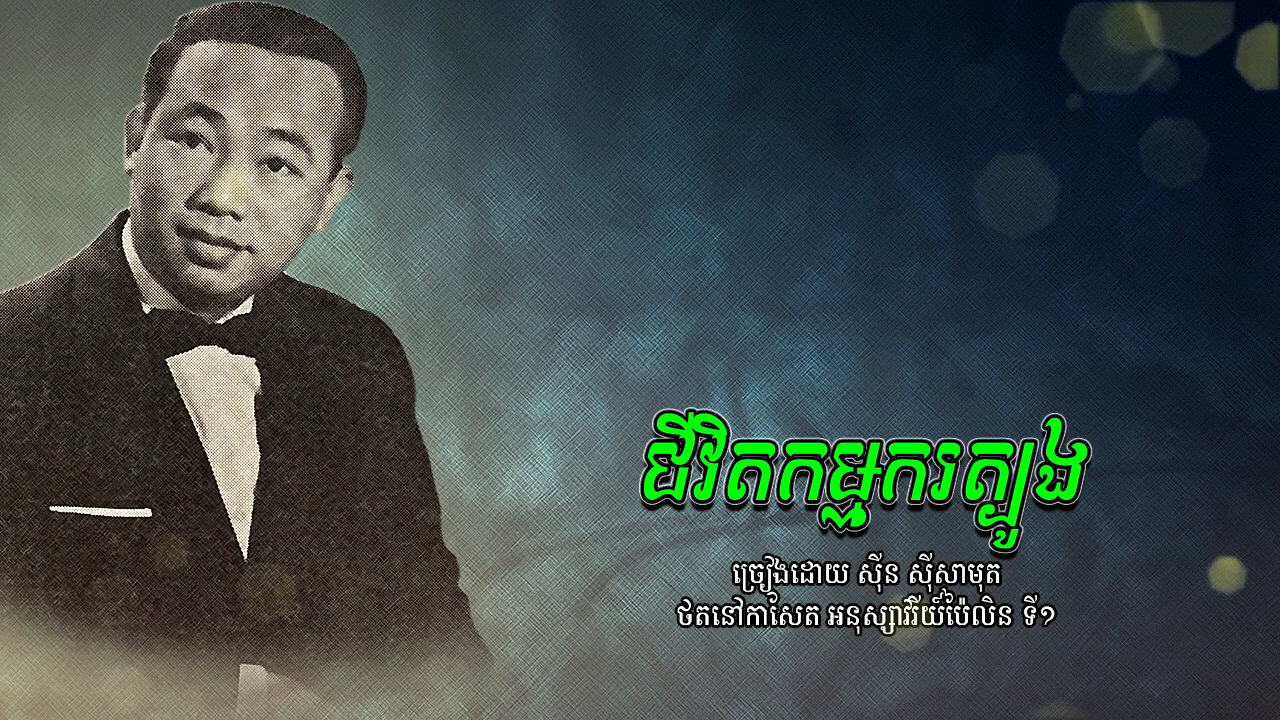 ជីវិតកម្មករត្បូង
ច្រៀងដោយ ស៊ីន ស៊ីស្អាមុត
ថតនៅកាសែត អនុស្សាវរីយ៍ប៉ៃលិន ទី១